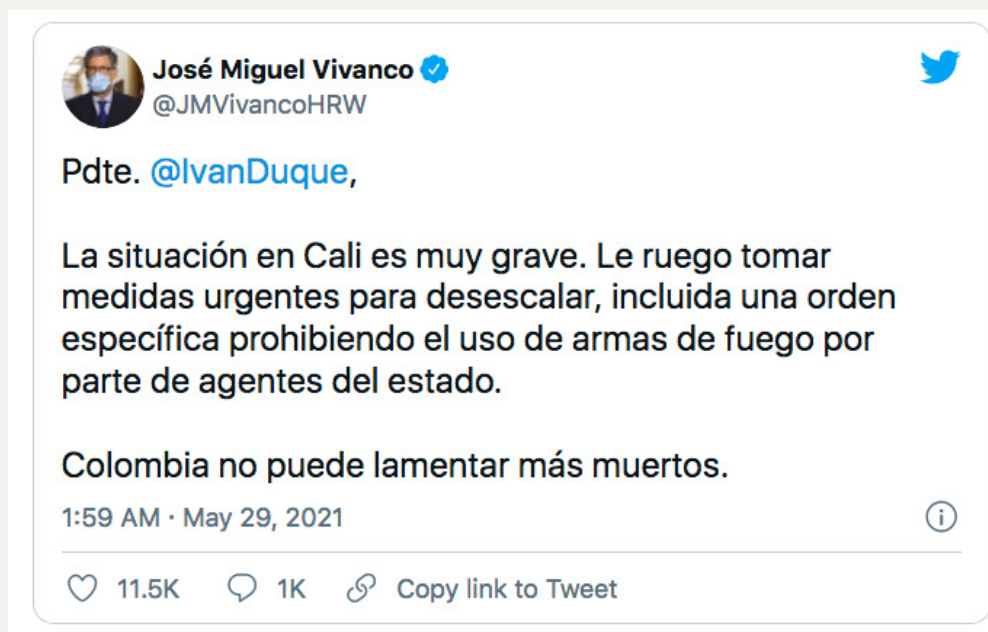 José Miguel Vivanco
@JMVivancoHRW
Pdte. @IvanDuque,
La situación en Cali es muy grave. Le ruego tomar
medidas urgentes para desescalar, incluida una orden
específica prohibiendo el uso de armas de fuego por
parte de agentes del estado.
Colombia no puede lamentar más muertos.
1:59 AM · May 29, 2021
11.5K 1K Copy link to Tweet